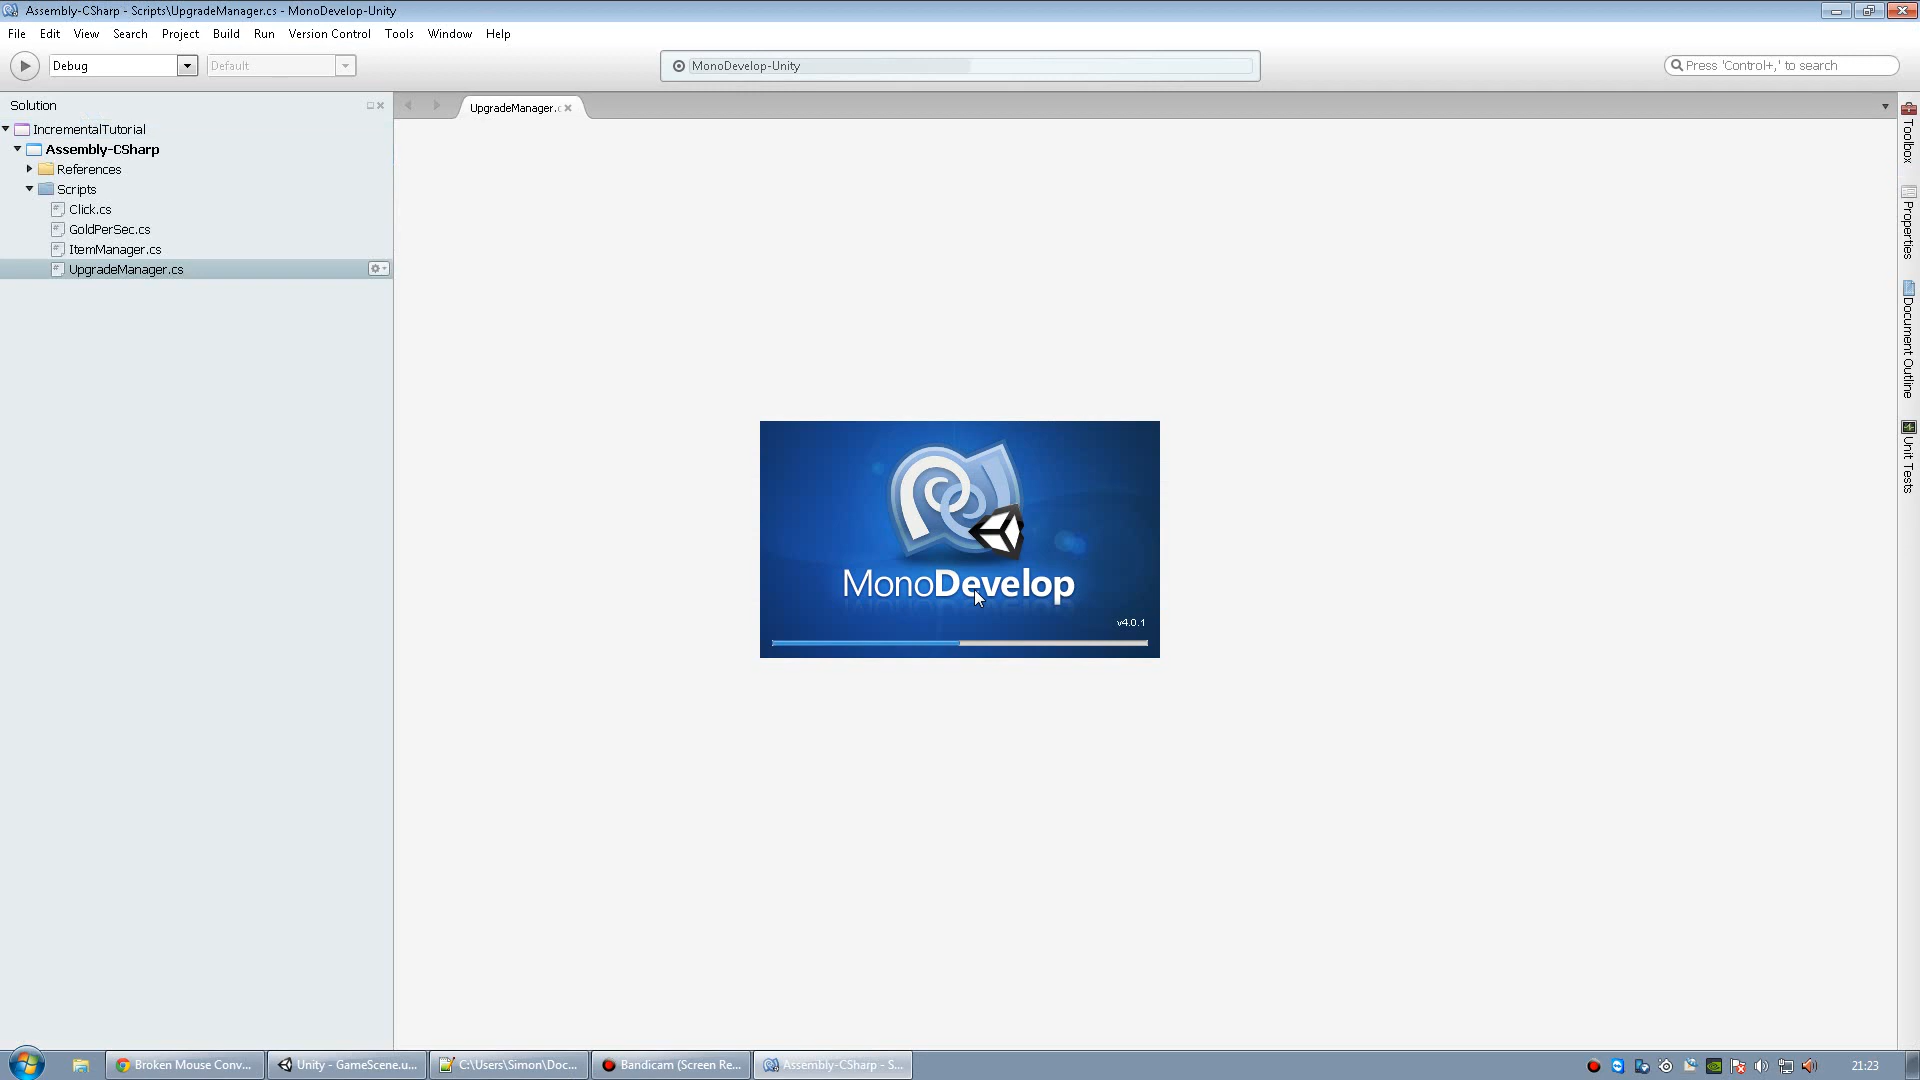 Assembly-CSharp - Scripts\UpgradeManager.cs - MonoDevelop-Unity
File Edit View Search Project Build Run Version Control Tools Window Help
Debug Default MonoDevelop-Unity Press 'Control+,' to search
Solution
UpgradeManager.c
IncrementalTutorial
Assembly-CSharp
References
Scripts
Click.cs
GoldPerSec.cs
ItemManager.cs
UpgradeManager.cs
Toolbox
Properties
Document Outline
Unit Tests
MonoDevelop
v4.0.1
Broken Mouse Conv... Unity - GameScene.u... C:\Users\Simon\Doc... Bandicam (Screen Re... Assembly-CSharp - S... 21:23